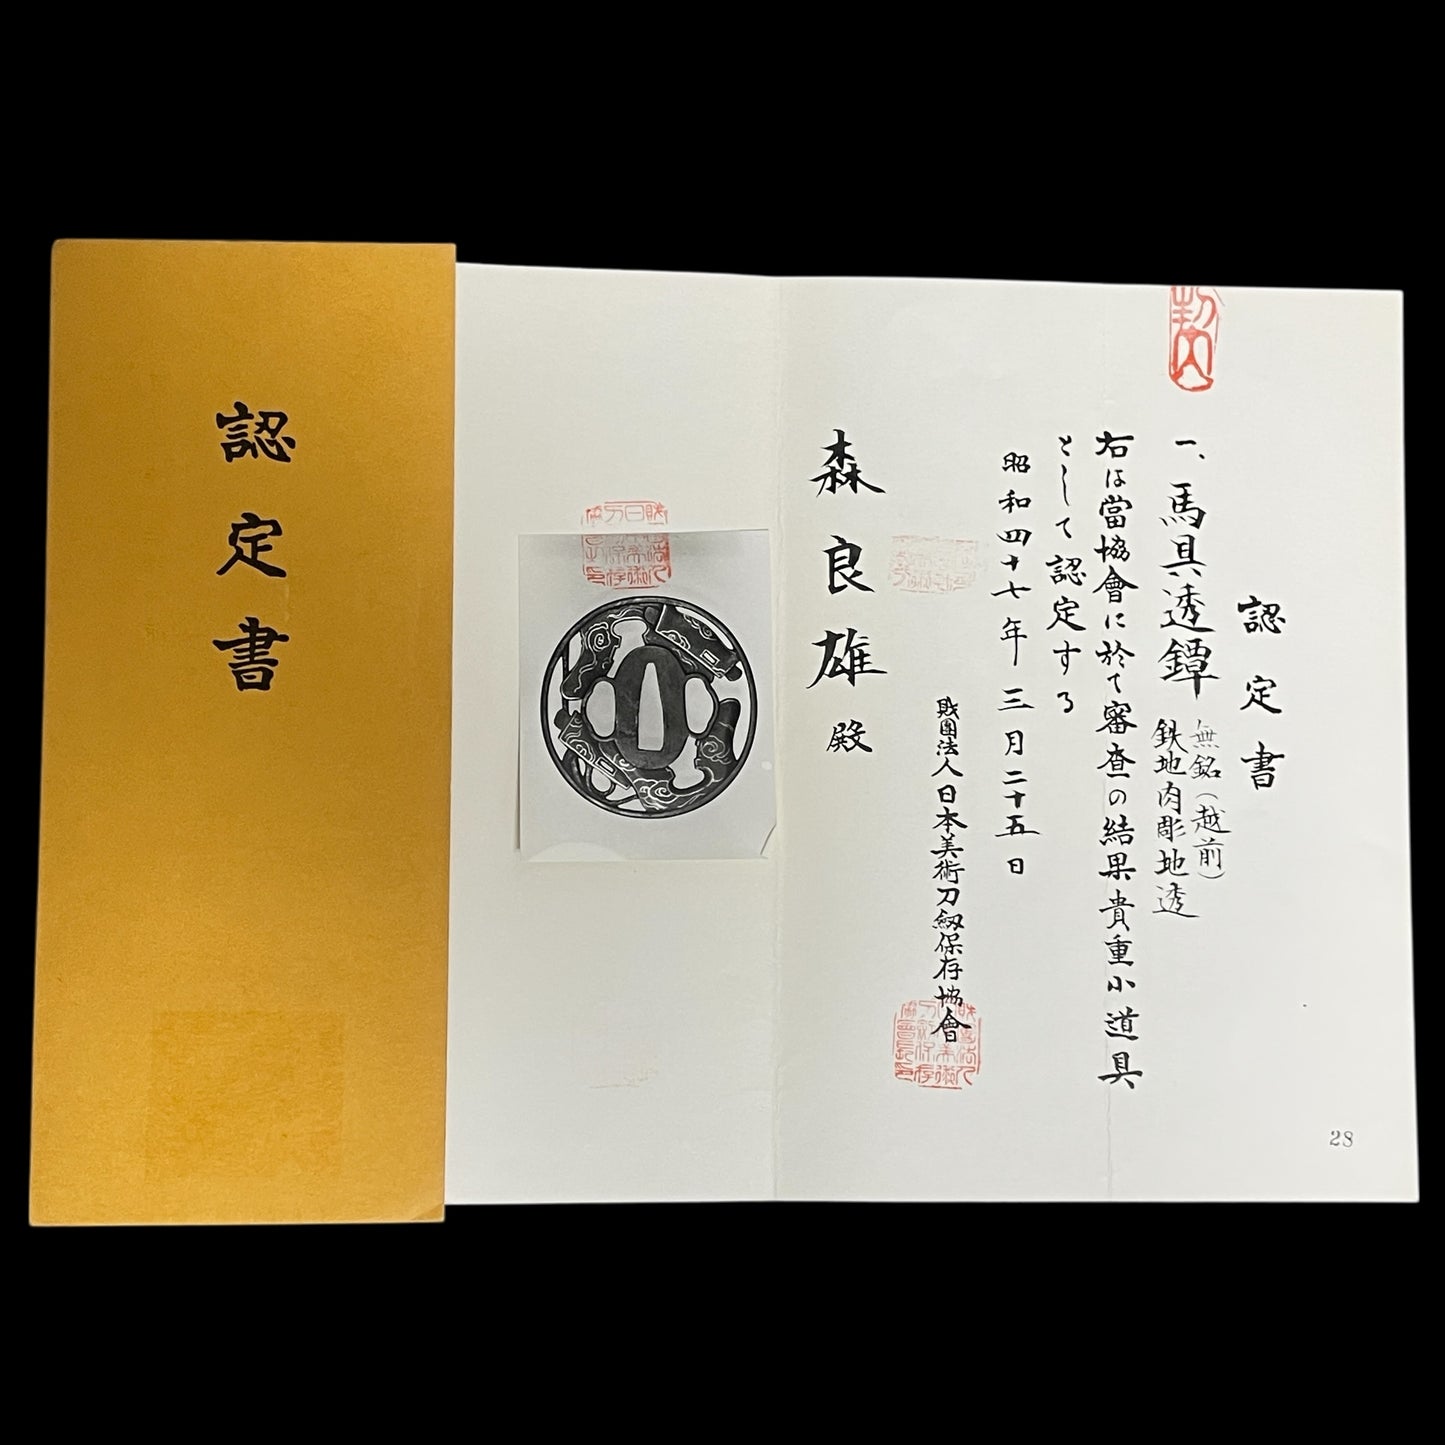 認定書
認定書
一、馬具透鐔 無銘(越前)
鉄地肉彫地透
右は當協會に於て審査の結果貴重小道具
として認定する
昭和四十七年三月二十五日
財團法人日本美術刀劔保存協會
森良雄殿
28